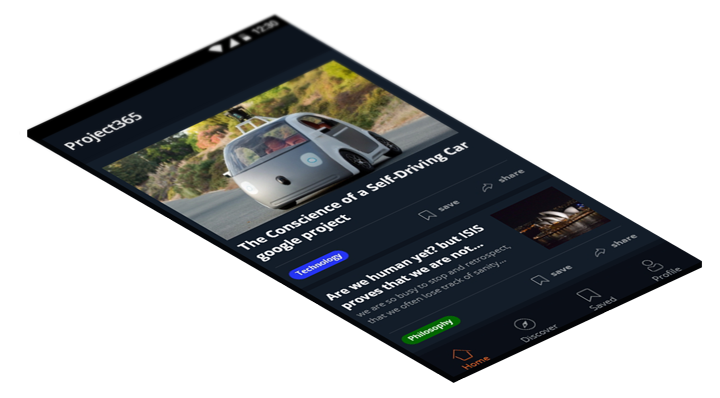 12:30
Project365
The Conscience of a Self-Driving Car
google project
Technology
save
share
Are we human yet? but ISIS
proves that we are not...
we are so busy to stop and retrospect,
that we often lose track of sanity...
Philosophy
save
share
Home
Discover
Saved
Profile